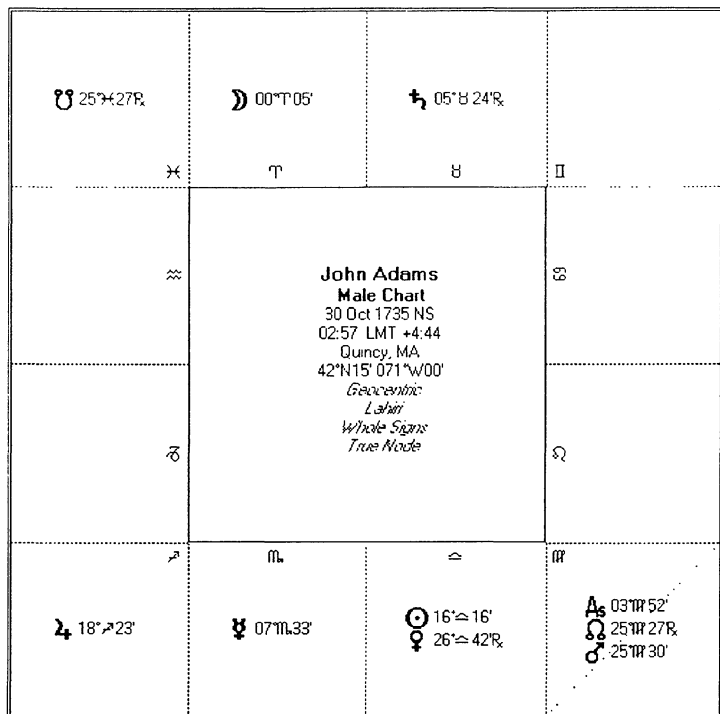 ☋ 25°♓27'℞
☽ 00°♈05'
♄ 05°♉24'℞
♓
♈
♉
♊
♒
♋
John Adams
Male Chart
30 Oct 1735 NS
02:57 LMT +4:44
Quincy, MA
42°N15' 071°W00'
Geocentric
Lahiri
Whole Signs
True Node
♑
♌
♐
♏
♎
♍
♃ 18°♐23'
☿ 07°♏33'
☉ 16°♎16'
♀ 26°♎42'℞
As 03°♍52'
☊ 25°♍27'℞
♂ 25°♍30'